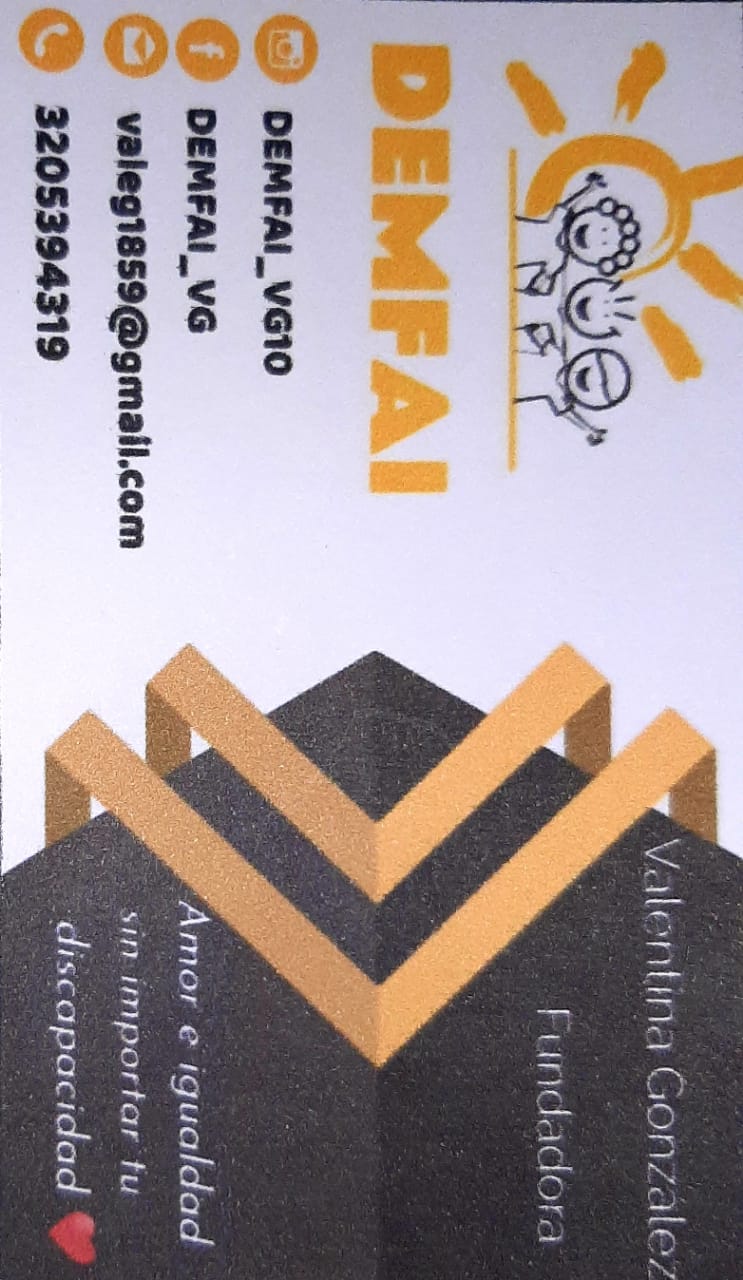 DEMFAI
DEMFAI_VG10
DEMFAI_VG
valeg1859@gmail.com
3205394319
Valentina González
Fundadora
Amor e igualdad
sin importar tu
discapacidad